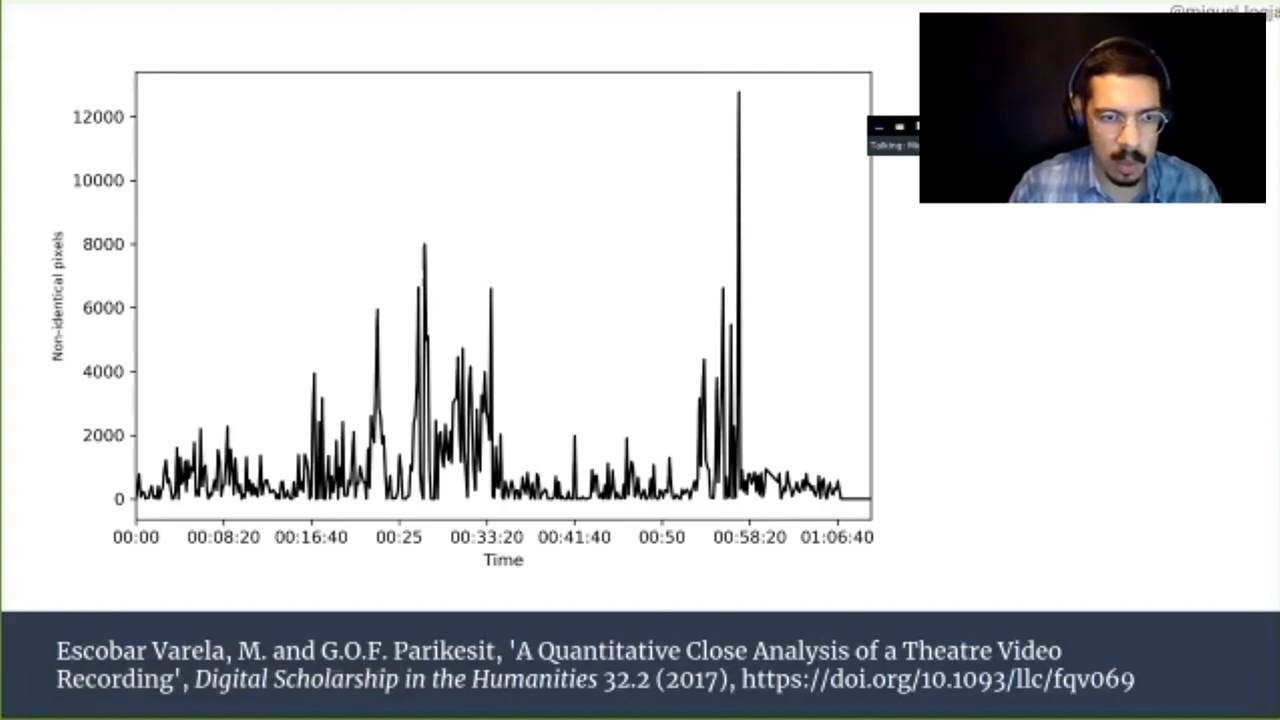 12000
10000
8000
6000
4000
2000
0
Non-identical pixels
00:00 00:08:20 00:16:40 00:25 00:33:20 00:41:40 00:50 00:58:20 01:06:40
Time
Talking:
Escobar Varela, M. and G.O.F. Parikesit, 'A Quantitative Close Analysis of a Theatre Video
Recording', Digital Scholarship in the Humanities 32.2 (2017), https://doi.org/10.1093/llc/fqv069